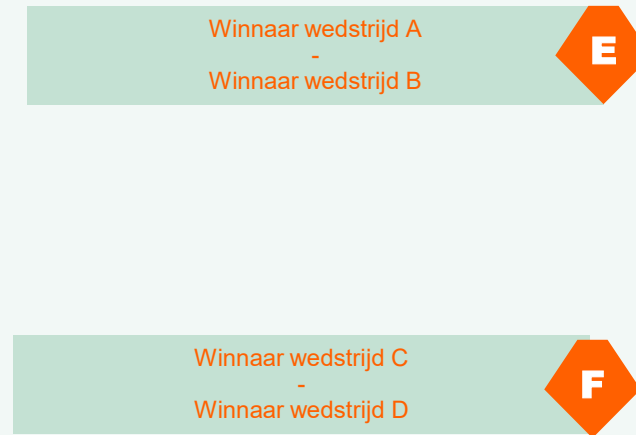 Winnaar wedstrijd A
-
Winnaar wedstrijd B
E
Winnaar wedstrijd C
-
Winnaar wedstrijd D
F